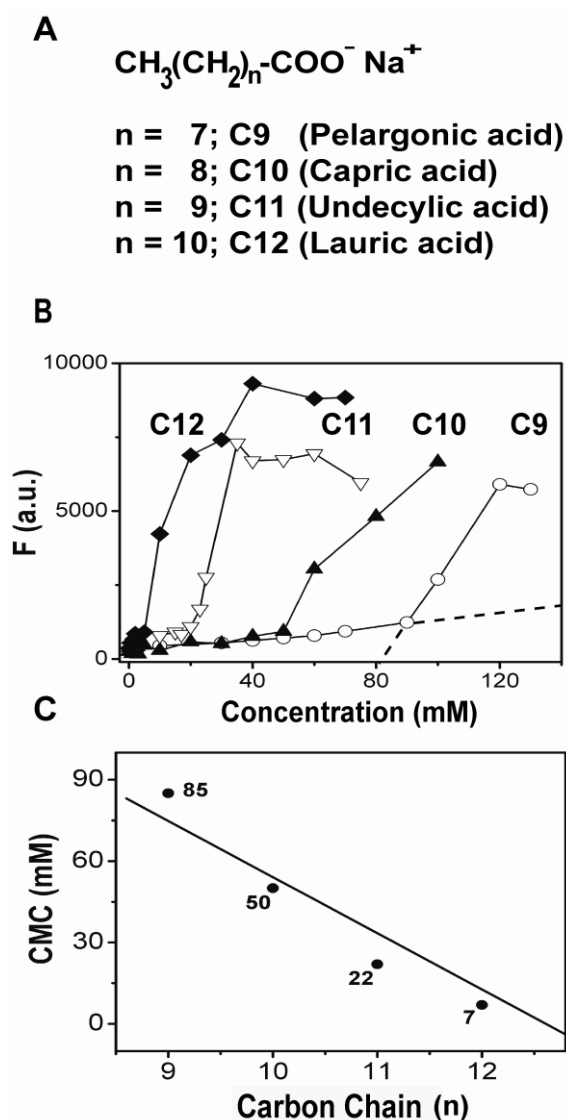 A
CH₃(CH₂)ₙ-COO⁻ Na⁺
n = 7; C9 (Pelargonic acid)
n = 8; C10 (Capric acid)
n = 9; C11 (Undecylic acid)
n = 10; C12 (Lauric acid)
B
10000
C12 C11 C10 C9
5000
F (a.u.)
0
0 40 80 120
Concentration (mM)
C
90
85
60
50
CMC (mM)
30
22
7
0
9 10 11 12
Carbon Chain (n)